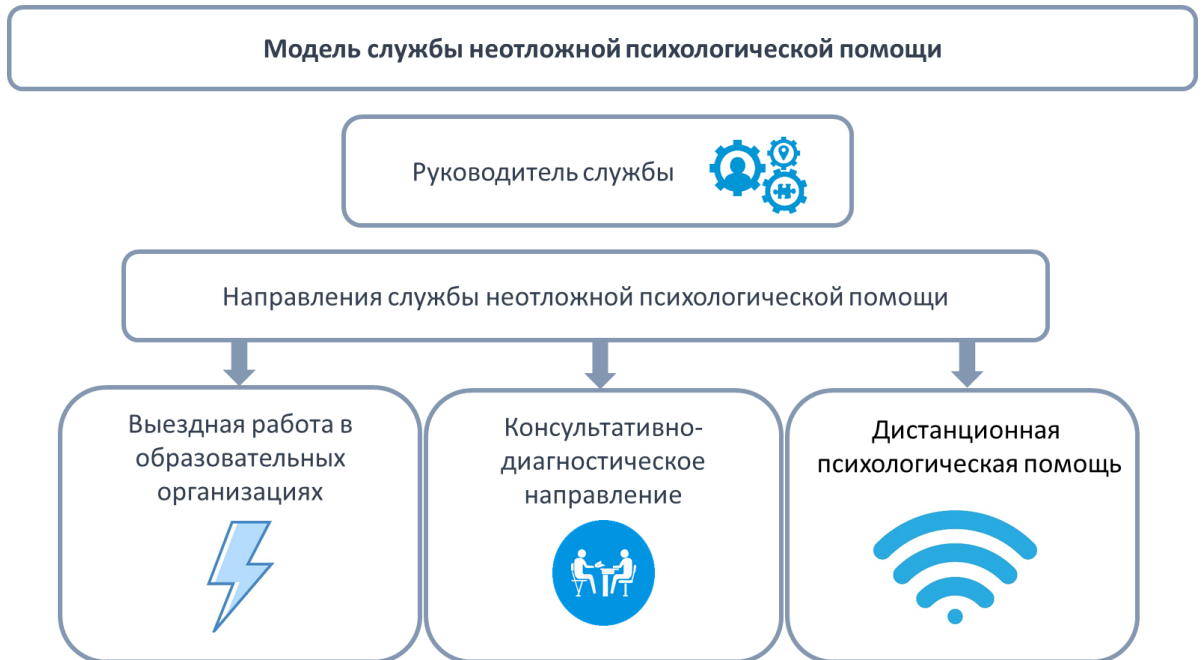 Модель службы неотложной психологической помощи
Руководитель службы
Направления службы неотложной психологической помощи
Выездная работа в
образовательных
организациях
Консультативно-
диагностическое
направление
Дистанционная
психологическая помощь